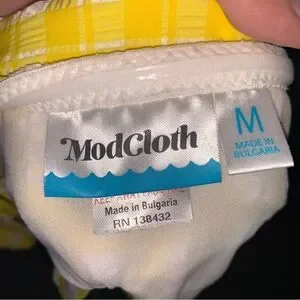 ModCloth
M
MADE IN
BULGARIA
Made in Bulgaria
RN 138432